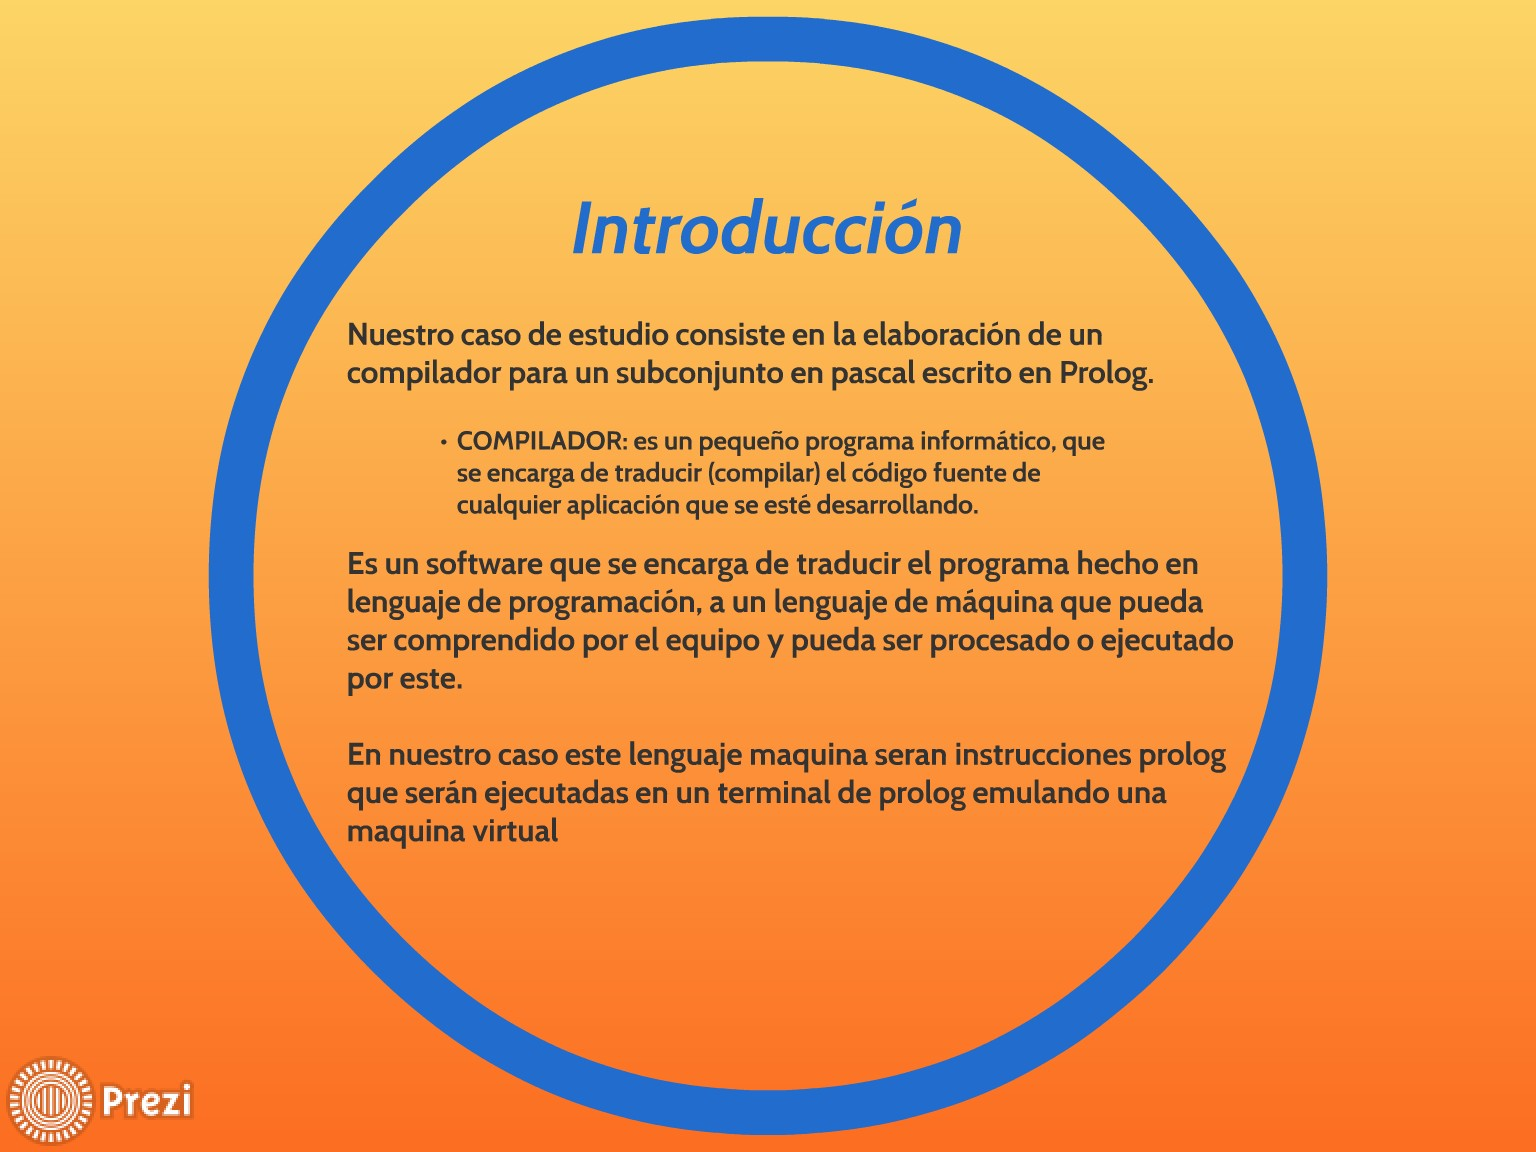 Introducción
Nuestro caso de estudio consiste en la elaboración de un
compilador para un subconjunto en pascal escrito en Prolog.
• COMPILADOR: es un pequeño programa informático, que
se encarga de traducir (compilar) el código fuente de
cualquier aplicación que se esté desarrollando.
Es un software que se encarga de traducir el programa hecho en
lenguaje de programación, a un lenguaje de máquina que pueda
ser comprendido por el equipo y pueda ser procesado o ejecutado
por este.
En nuestro caso este lenguaje maquina seran instrucciones prolog
que serán ejecutadas en un terminal de prolog emulando una
maquina virtual
Prezi